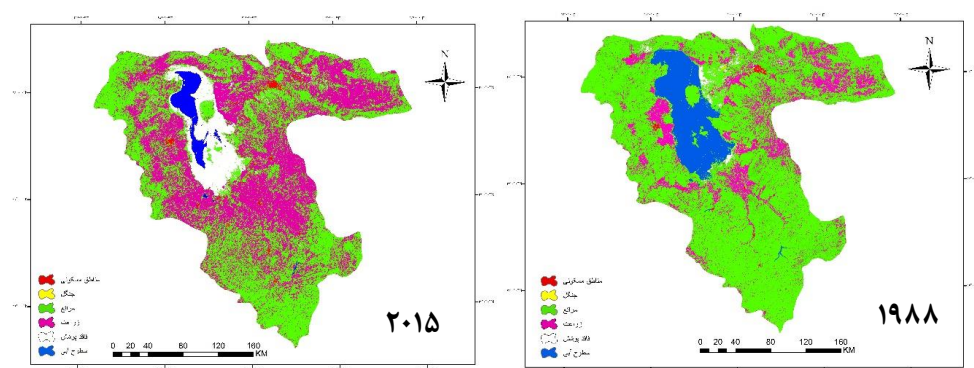 N
مناطق مسکونی
جنگل
مراتع
زراعت
فاقد پوشش
سطوح آبی
۲۰۱۵
0 20 40 80 120 160
KM
N
مناطق مسکونی
جنگل
مراتع
زراعت
فاقد پوشش
سطوح آبی
۱۹۸۸
0 20 40 80 120 160
KM